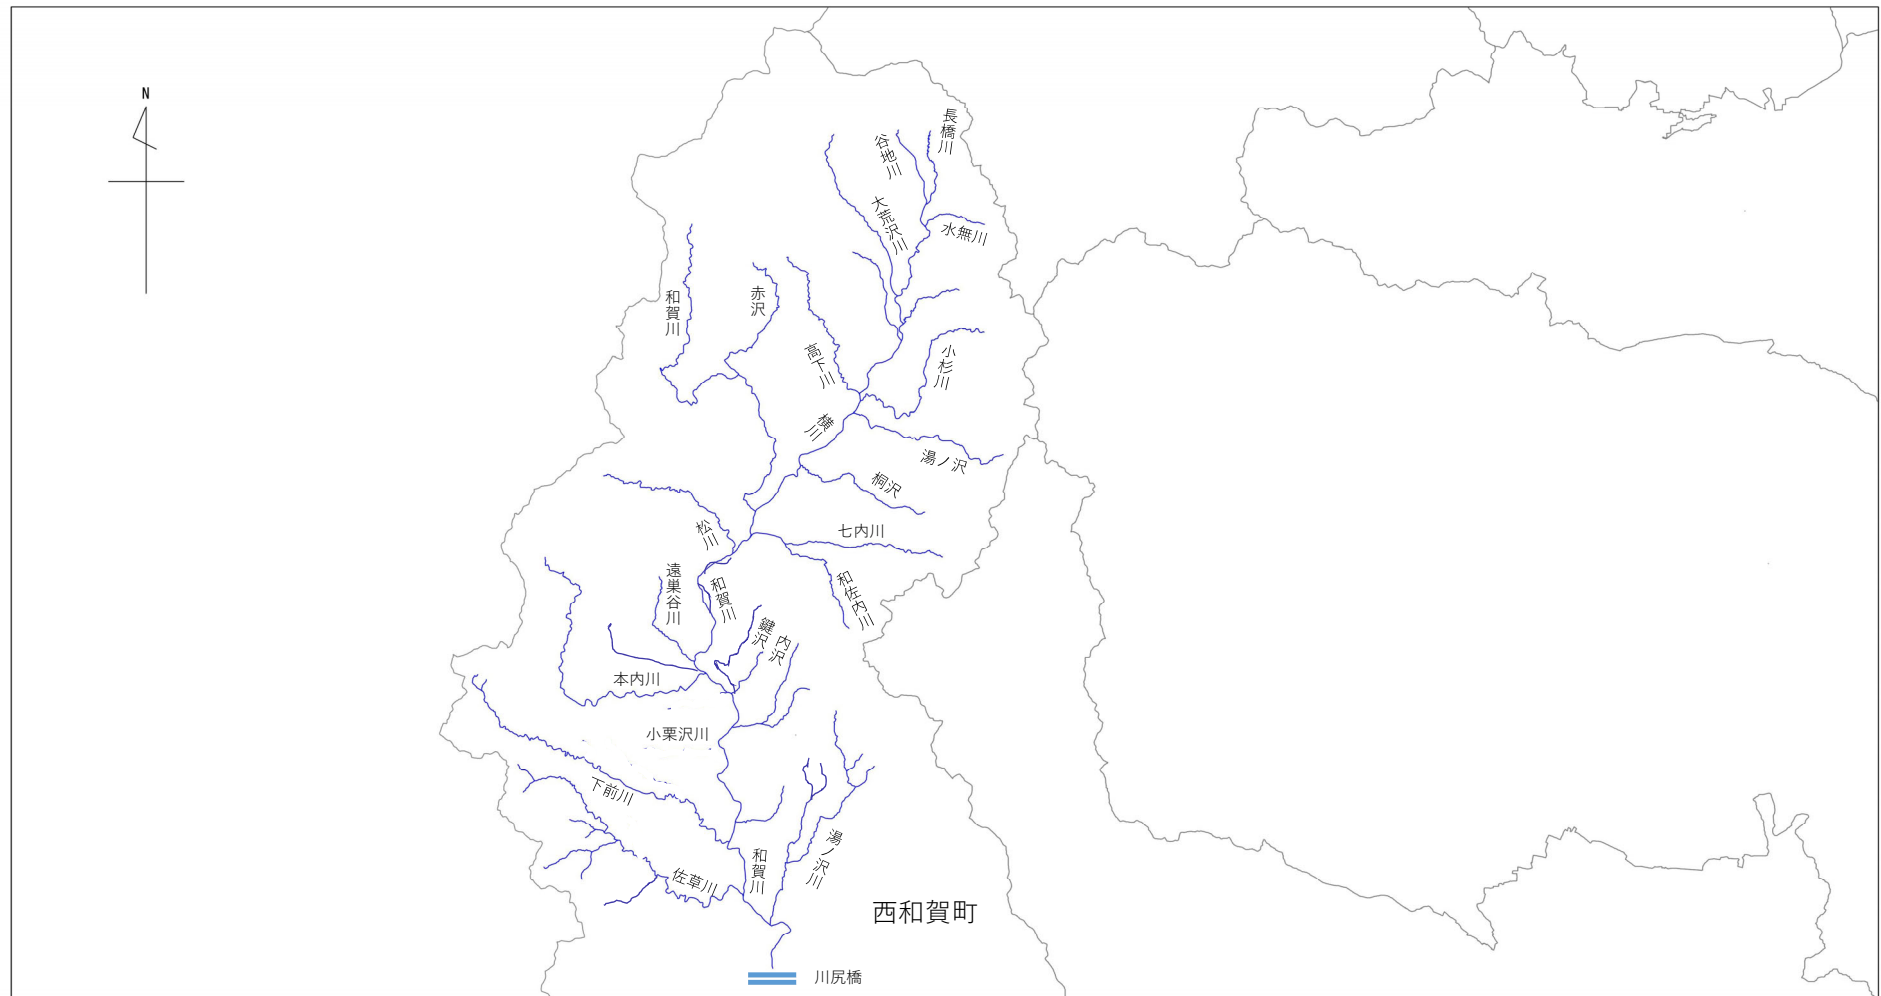 N
長橋川
谷地川
大荒沢川
水無川
和賀川
赤沢
高下川
小杉川
横川
湯ノ沢
桐沢
七内川
松川
遠巣谷川
和賀川
和佐内川
鍵沢
内沢
本内川
小栗沢川
下前川
湯ノ沢川
和賀川
佐草川
西和賀町
川尻橋